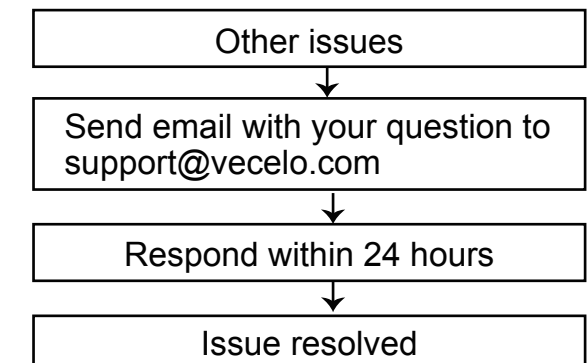 Other issues
Send email with your question to
support@vecelo.com
Respond within 24 hours
Issue resolved